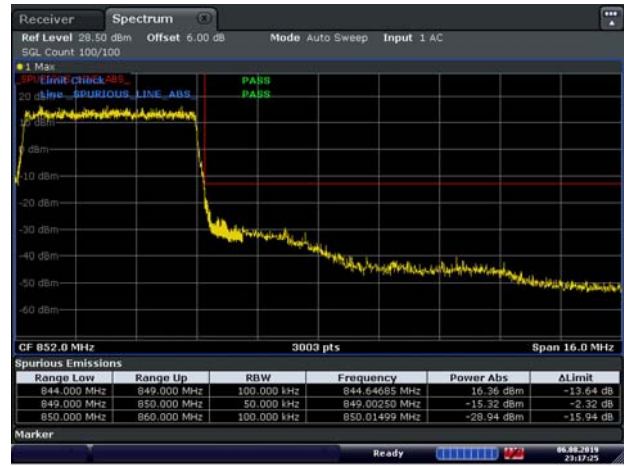 Receiver Spectrum
Ref Level 28.50 dBm Offset 6.00 dB Mode Auto Sweep Input 1 AC
SGL Count 100/100
1 Max
Limit Check PASS
Line _SPURIOUS_LINE_ABS_ PASS
20 dBm
10 dBm
0 dBm
-10 dBm
-20 dBm
-30 dBm
-40 dBm
-50 dBm
-60 dBm
CF 852.0 MHz 3003 pts Span 16.0 MHz
Spurious Emissions
Range Low Range Up RBW Frequency Power Abs ΔLimit
844.000 MHz 849.000 MHz 100.000 kHz 844.64685 MHz 16.36 dBm -13.64 dB
849.000 MHz 850.000 MHz 50.000 kHz 849.00250 MHz -15.32 dBm -2.32 dB
850.000 MHz 860.000 MHz 100.000 kHz 850.01499 MHz -28.94 dBm -15.94 dB
Marker
Ready 06.08.2019
23:17:25